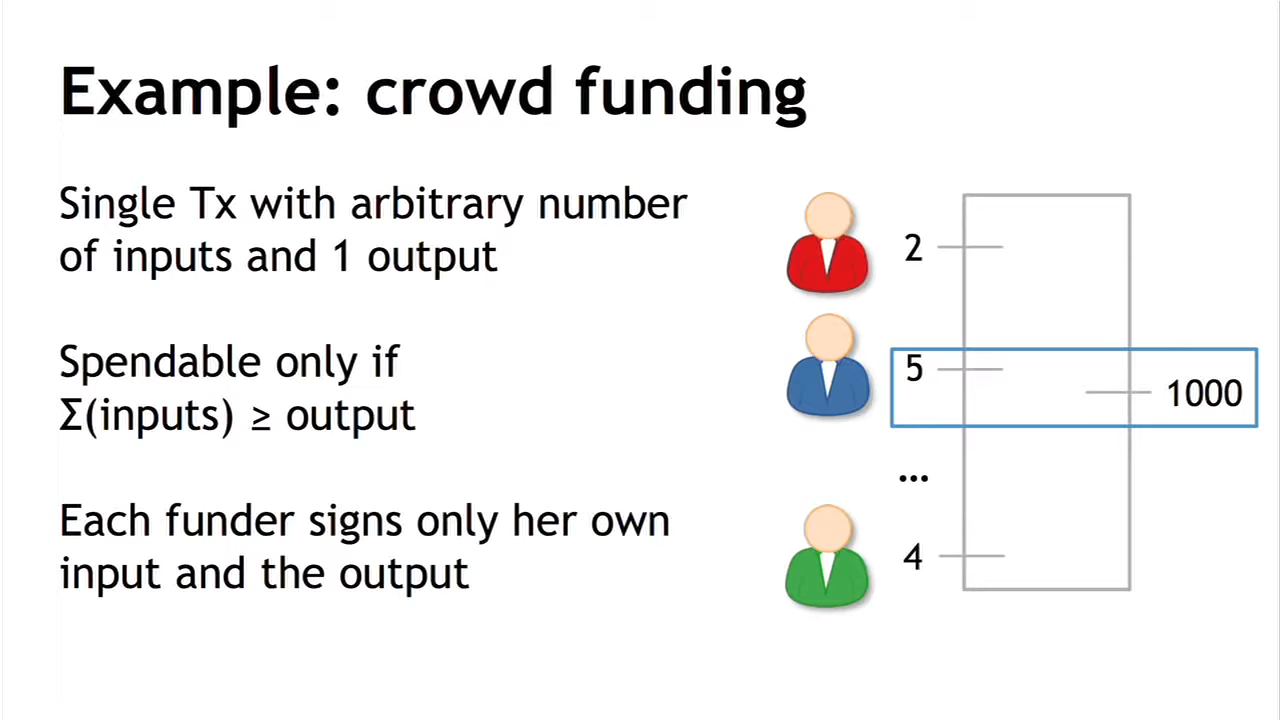 Example: crowd funding
Single Tx with arbitrary number
of inputs and 1 output
Spendable only if
Σ(inputs) ≥ output
Each funder signs only her own
input and the output
2
5
1000
...
4